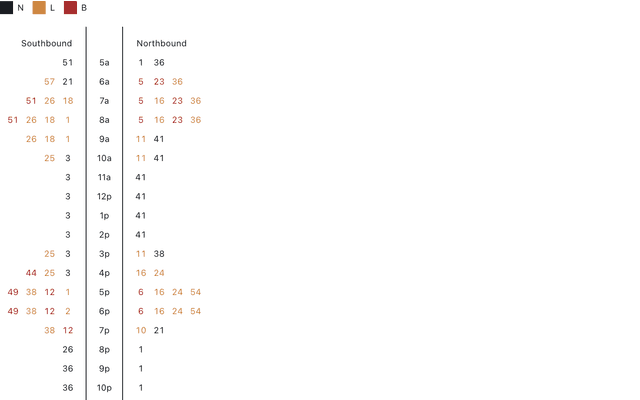 N L B
Southbound Northbound
51 5a 1 36
57 21 6a 5 23 36
51 26 18 7a 5 16 23 36
51 26 18 1 8a 5 16 23 36
26 18 1 9a 11 41
25 3 10a 11 41
3 11a 41
3 12p 41
3 1p 41
3 2p 41
25 3 3p 11 38
44 25 3 4p 16 24
49 38 12 1 5p 6 16 24 54
49 38 12 2 6p 6 16 24 54
38 12 7p 10 21
26 8p 1
36 9p 1
36 10p 1